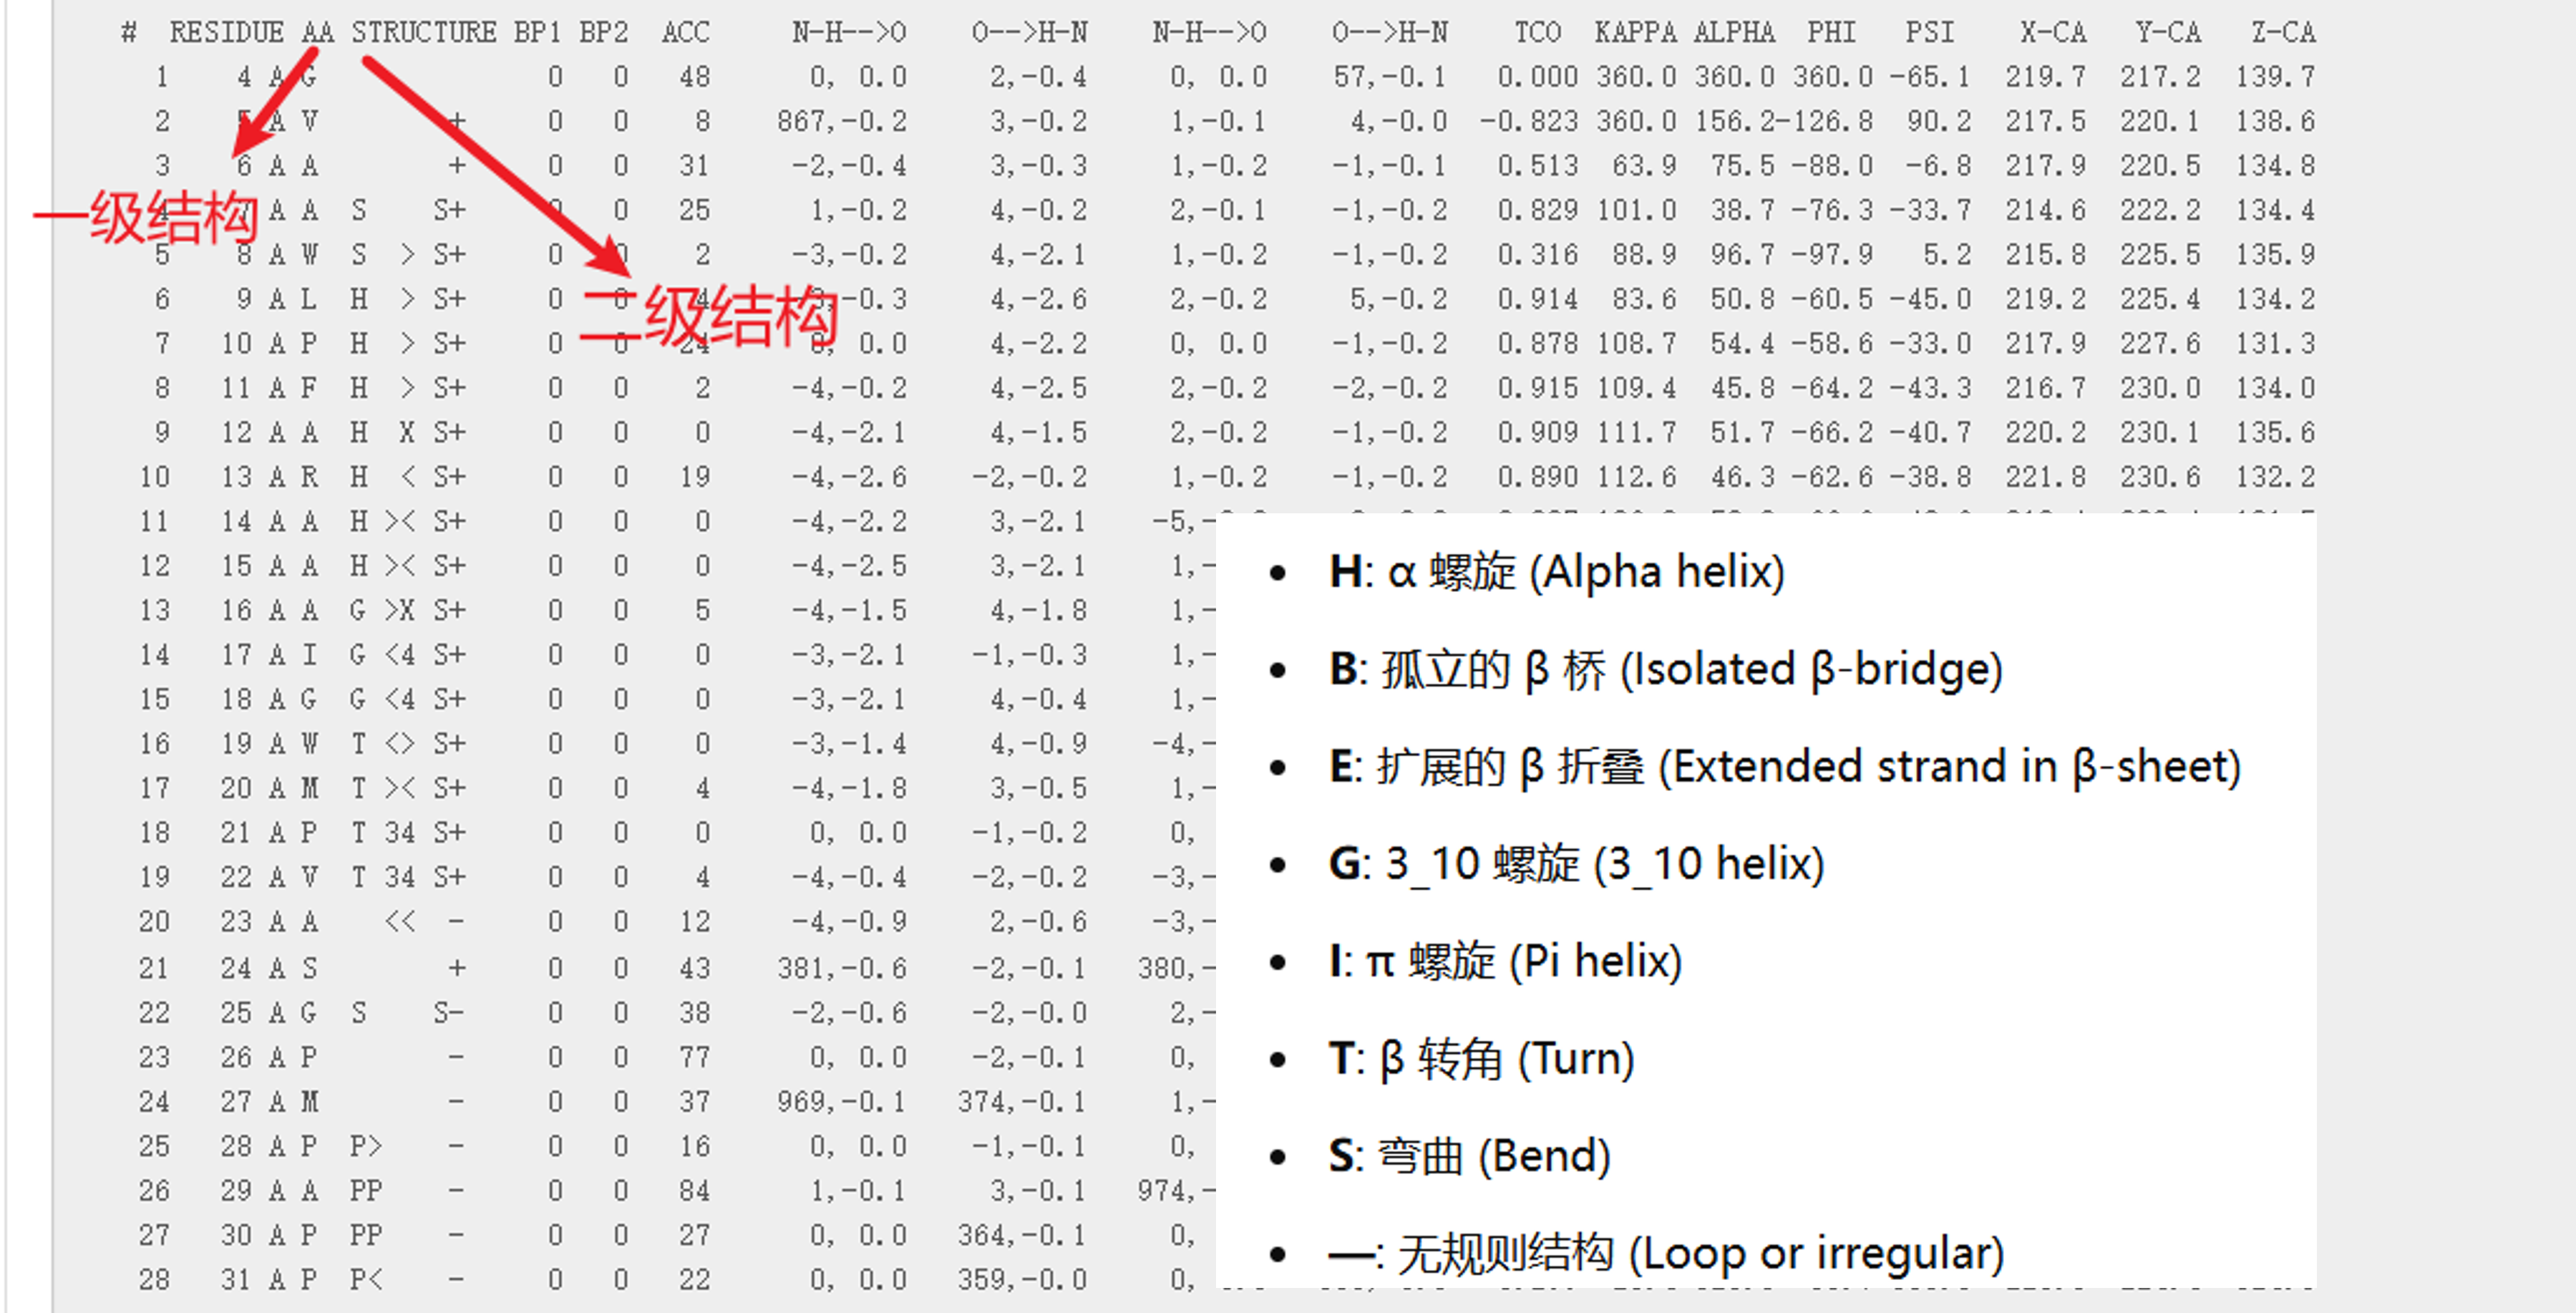 # RESIDUE AA STRUCTURE BP1 BP2 ACC N-H-->O O-->H-N N-H-->O O-->H-N TCO KAPPA ALPHA PHI PSI X-CA Y-CA Z-CA
1 4 A G 0 0 48 0, 0.0 2,-0.4 0, 0.0 57,-0.1 0.000 360.0 360.0 360.0 -65.1 219.7 217.2 139.7
2 5 A V + 0 0 8 867,-0.2 3,-0.2 1,-0.1 4,-0.0 -0.823 360.0 156.2-126.8 90.2 217.5 220.1 138.6
3 6 A A + 0 0 31 -2,-0.4 3,-0.3 1,-0.2 -1,-0.1 0.513 63.9 75.5 -88.0 -6.8 217.9 220.5 134.8
一级结构
4 7 A A S S+ 0 0 25 1,-0.2 4,-0.2 2,-0.1 -1,-0.2 0.829 101.0 38.7 -76.3 -33.7 214.6 222.2 134.4
5 8 A W S > S+ 0 0 2 -3,-0.2 4,-2.1 1,-0.2 -1,-0.2 0.316 88.9 96.7 -97.9 5.2 215.8 225.5 135.9
6 9 A L H > S+ 0 0 4 -3,-0.3 4,-2.6 2,-0.2 5,-0.2 0.914 83.6 50.8 -60.5 -45.0 219.2 225.4 134.2
二级结构
7 10 A P H > S+ 0 0 24 0, 0.0 4,-2.2 0, 0.0 -1,-0.2 0.878 108.7 54.4 -58.6 -33.0 217.9 227.6 131.3
8 11 A F H > S+ 0 0 2 -4,-0.2 4,-2.5 2,-0.2 -2,-0.2 0.915 109.4 45.8 -64.2 -43.3 216.7 230.0 134.0
9 12 A A H X S+ 0 0 0 -4,-2.1 4,-1.5 2,-0.2 -1,-0.2 0.909 111.7 51.7 -66.2 -40.7 220.2 230.1 135.6
10 13 A R H < S+ 0 0 19 -4,-2.6 -2,-0.2 1,-0.2 -1,-0.2 0.890 112.6 46.3 -62.6 -38.8 221.8 230.6 132.2
11 14 A A H >< S+ 0 0 0 -4,-2.2 3,-2.1 -5,-
12 15 A A H >< S+ 0 0 0 -4,-2.5 3,-2.1 1,-
13 16 A A G >X S+ 0 0 5 -4,-1.5 4,-1.8 1,-
14 17 A I G <4 S+ 0 0 0 -3,-2.1 -1,-0.3 1,-
15 18 A G G <4 S+ 0 0 0 -3,-2.1 4,-0.4 1,-
16 19 A W T <> S+ 0 0 0 -3,-1.4 4,-0.9 -4,-
17 20 A M T >< S+ 0 0 4 -4,-1.8 3,-0.5 1,-
18 21 A P T 34 S+ 0 0 0 0, 0.0 -1,-0.2 0,
19 22 A V T 34 S+ 0 0 4 -4,-0.4 -2,-0.2 -3,-
20 23 A A << - 0 0 12 -4,-0.9 2,-0.6 -3,-
21 24 A S + 0 0 43 381,-0.6 -2,-0.1 380,-
22 25 A G S S- 0 0 38 -2,-0.6 -2,-0.0 2,-
23 26 A P - 0 0 77 0, 0.0 -2,-0.1 0,
24 27 A M - 0 0 37 969,-0.1 374,-0.1 1,-
25 28 A P P> - 0 0 16 0, 0.0 -1,-0.1 0,
26 29 A A PP - 0 0 84 1,-0.1 3,-0.1 974,-
27 30 A P PP - 0 0 27 0, 0.0 364,-0.1 0,
28 31 A P P< - 0 0 22 0, 0.0 359,-0.0 0,
• H: α 螺旋 (Alpha helix)
• B: 孤立的 β 桥 (Isolated β-bridge)
• E: 扩展的 β 折叠 (Extended strand in β-sheet)
• G: 3_10 螺旋 (3_10 helix)
• I: π 螺旋 (Pi helix)
• T: β 转角 (Turn)
• S: 弯曲 (Bend)
• —: 无规则结构 (Loop or irregular)